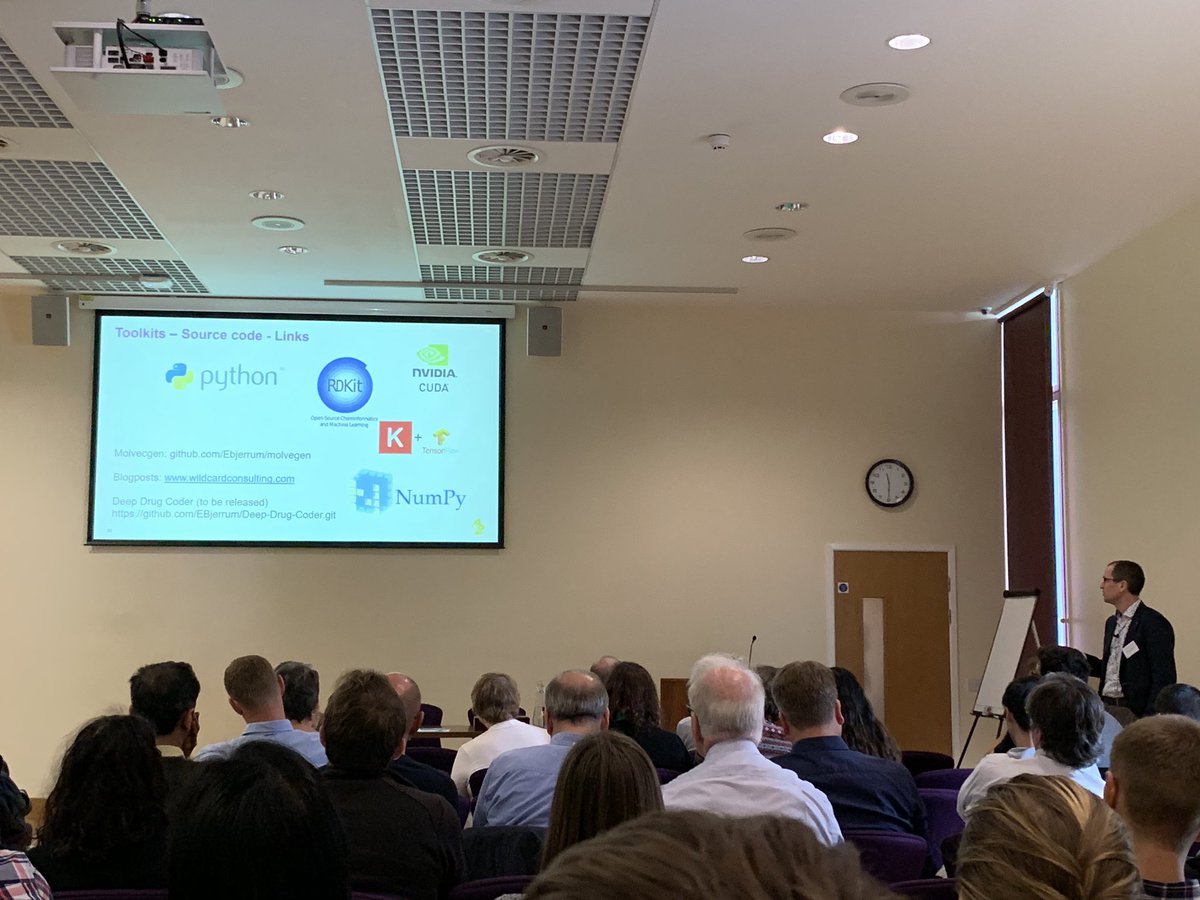 Toolkits – Source code - Links
python
RDKit
Open-Source Cheminformatics
and Machine Learning
NVIDIA.
CUDA
K + TensorFlow
Molvecgen: github.com/Ebjerrum/molvegen
Blogposts: www.wildcardconsulting.com
NumPy
Deep Drug Coder (to be released)
https://github.com/EBjerrum/Deep-Drug-Coder.git